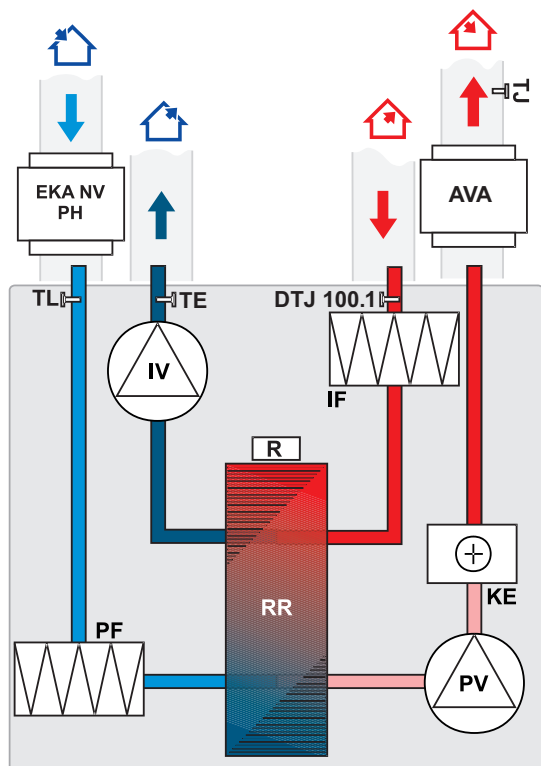 TJ
EKA NV
PH
AVA
TL
TE
DTJ 100.1
IV
IF
R
RR
KE
PF
PV